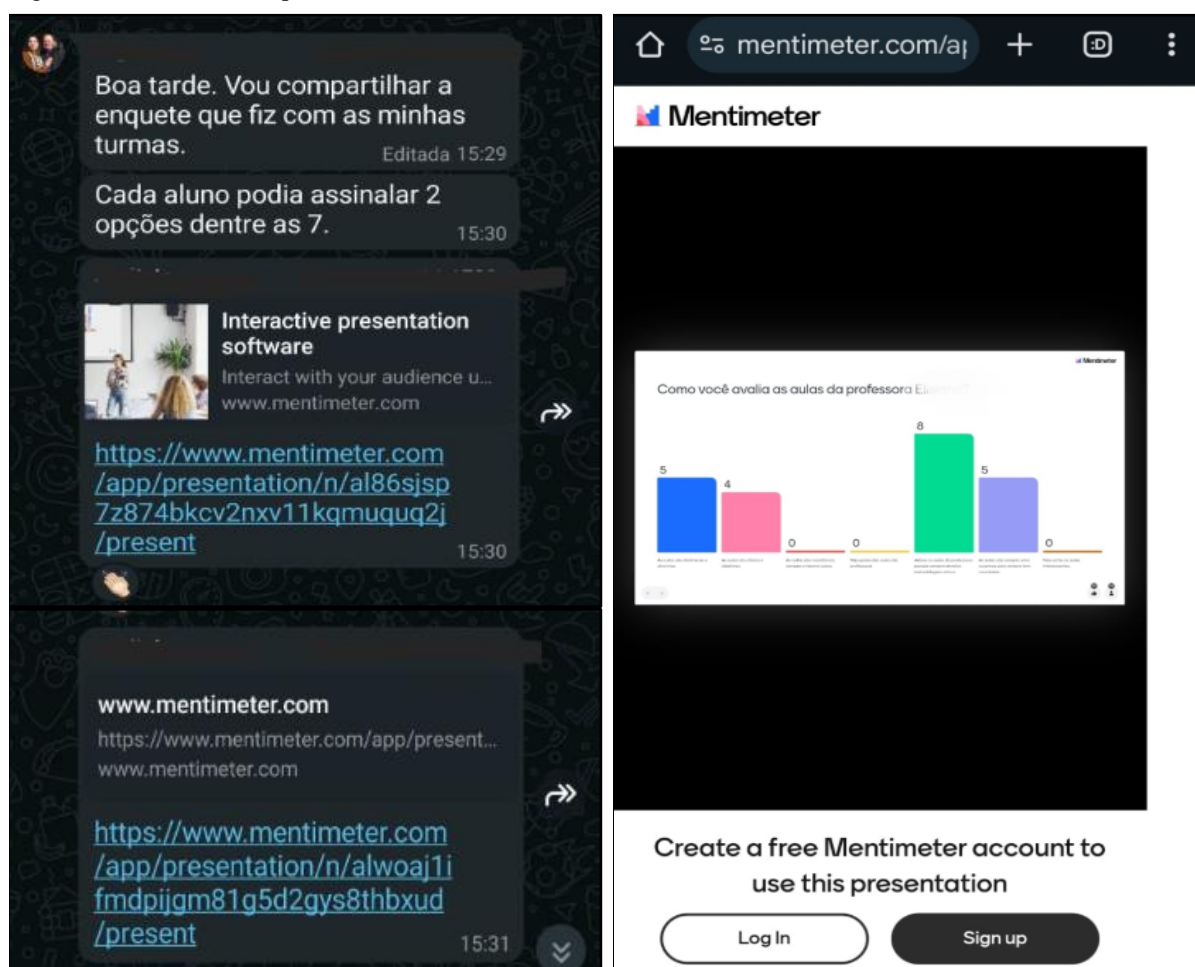 Boa tarde. Vou compartilhar a
enquete que fiz com as minhas
turmas.
Editada 15:29
Cada aluno podia assinalar 2
opções dentre as 7.
15:30
Interactive presentation
software
Interact with your audience u...
www.mentimeter.com
https://www.mentimeter.com
/app/presentation/n/al86sjsp
7z874bkcv2nxv11kqmuquq2j
/present
15:30
www.mentimeter.com
https://www.mentimeter.com/app/present...
www.mentimeter.com
https://www.mentimeter.com
/app/presentation/n/alwoaj1i
fmdpijgm81g5d2gys8thbxud
/present
15:31
mentimeter.com/ap
:D
Mentimeter
Mentimeter
Como você avalia as aulas da professora
5
4
0
0
8
5
0
Create a free Mentimeter account to
use this presentation
Log In
Sign up